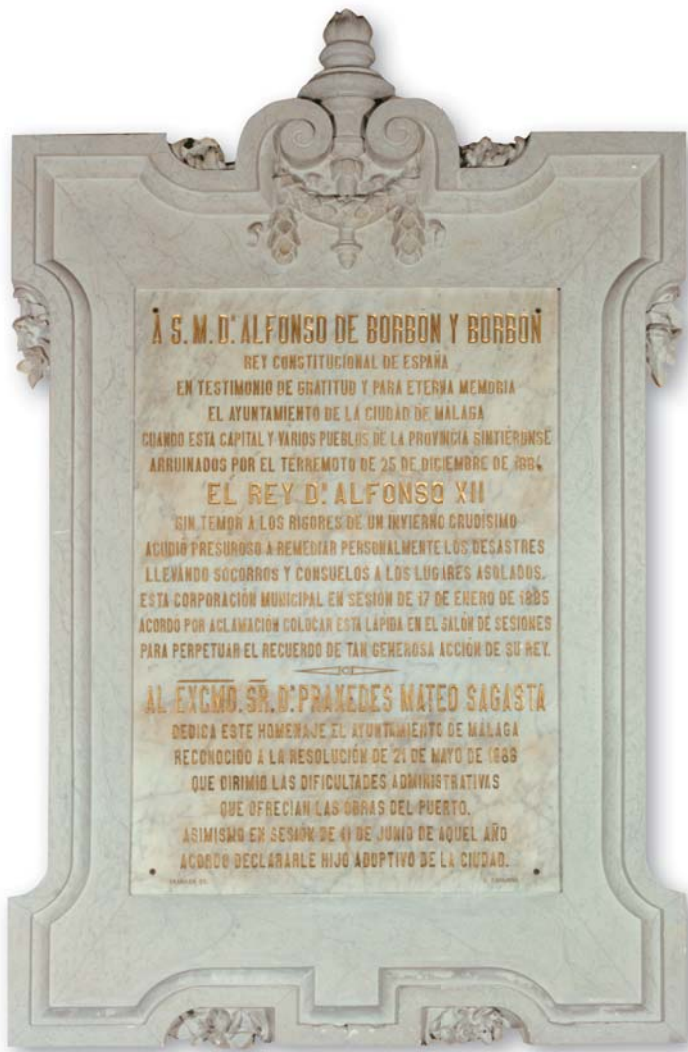 À S. M. Dⁿ. ALFONSO DE BORBÓN Y BORBÓN
REY CONSTITUCIONAL DE ESPAÑA
EN TESTIMONIO DE GRATITUD Y PARA ETERNA MEMORIA
EL AYUNTAMIENTO DE LA CIUDAD DE MÁLAGA
CUANDO ESTA CAPITAL Y VARIOS PUEBLOS DE LA PROVINCIA SINTIÉRONSE
ARRUINADOS POR EL TERREMOTO DE 25 DE DICIEMBRE DE 1884
EL REY Dⁿ. ALFONSO XII
SIN TEMOR A LOS RIGORES DE UN INVIERNO CRUDÍSIMO
ACUDIÓ PRESUROSO A REMEDIAR PERSONALMENTE LOS DESASTRES
LLEVANDO SOCORROS Y CONSUELOS A LOS LUGARES ASOLADOS.
ESTA CORPORACIÓN MUNICIPAL EN SESIÓN DE 17 DE ENERO DE 1885
ACORDÓ POR ACLAMACIÓN COLOCAR ESTA LÁPIDA EN EL SALÓN DE SESIONES
PARA PERPETUAR EL RECUERDO DE TAN GENEROSA ACCIÓN DE SU REY.
AL EXCMO. SR. Dⁿ. PRAXEDES MATEO SAGASTA
DEDICA ESTE HOMENAJE EL AYUNTAMIENTO DE MÁLAGA
RECONOCIDO A LA RESOLUCIÓN DE 21 DE MAYO DE 1888
QUE DIRIMIÓ LAS DIFICULTADES ADMINISTRATIVAS
QUE OFRECÍAN LAS OBRAS DEL PUERTO.
ASIMISMO EN SESIÓN DE 11 DE JUNIO DE AQUEL AÑO
ACORDÓ DECLARARLE HIJO ADOPTIVO DE LA CIUDAD.